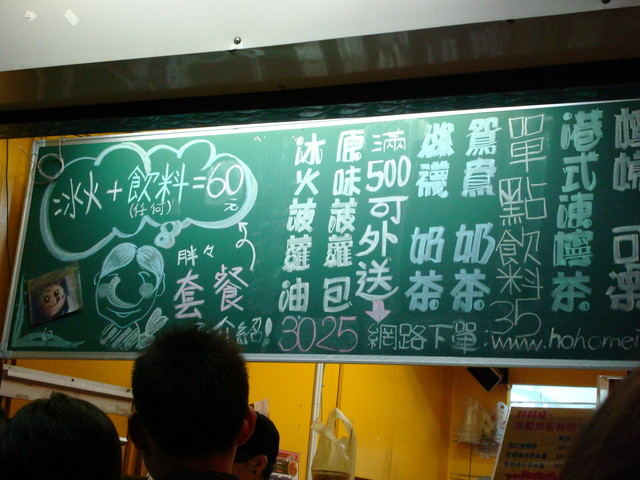 冰火+飲料=60元
(任何)
胖々
套餐
介紹!
冰火菠蘿油
原味菠蘿包
30 25
滿500可外送
絲襪奶茶
鴛鴦奶茶
單點飲料35
港式凍檸茶
檸檬可樂
網路下單:www.hohome